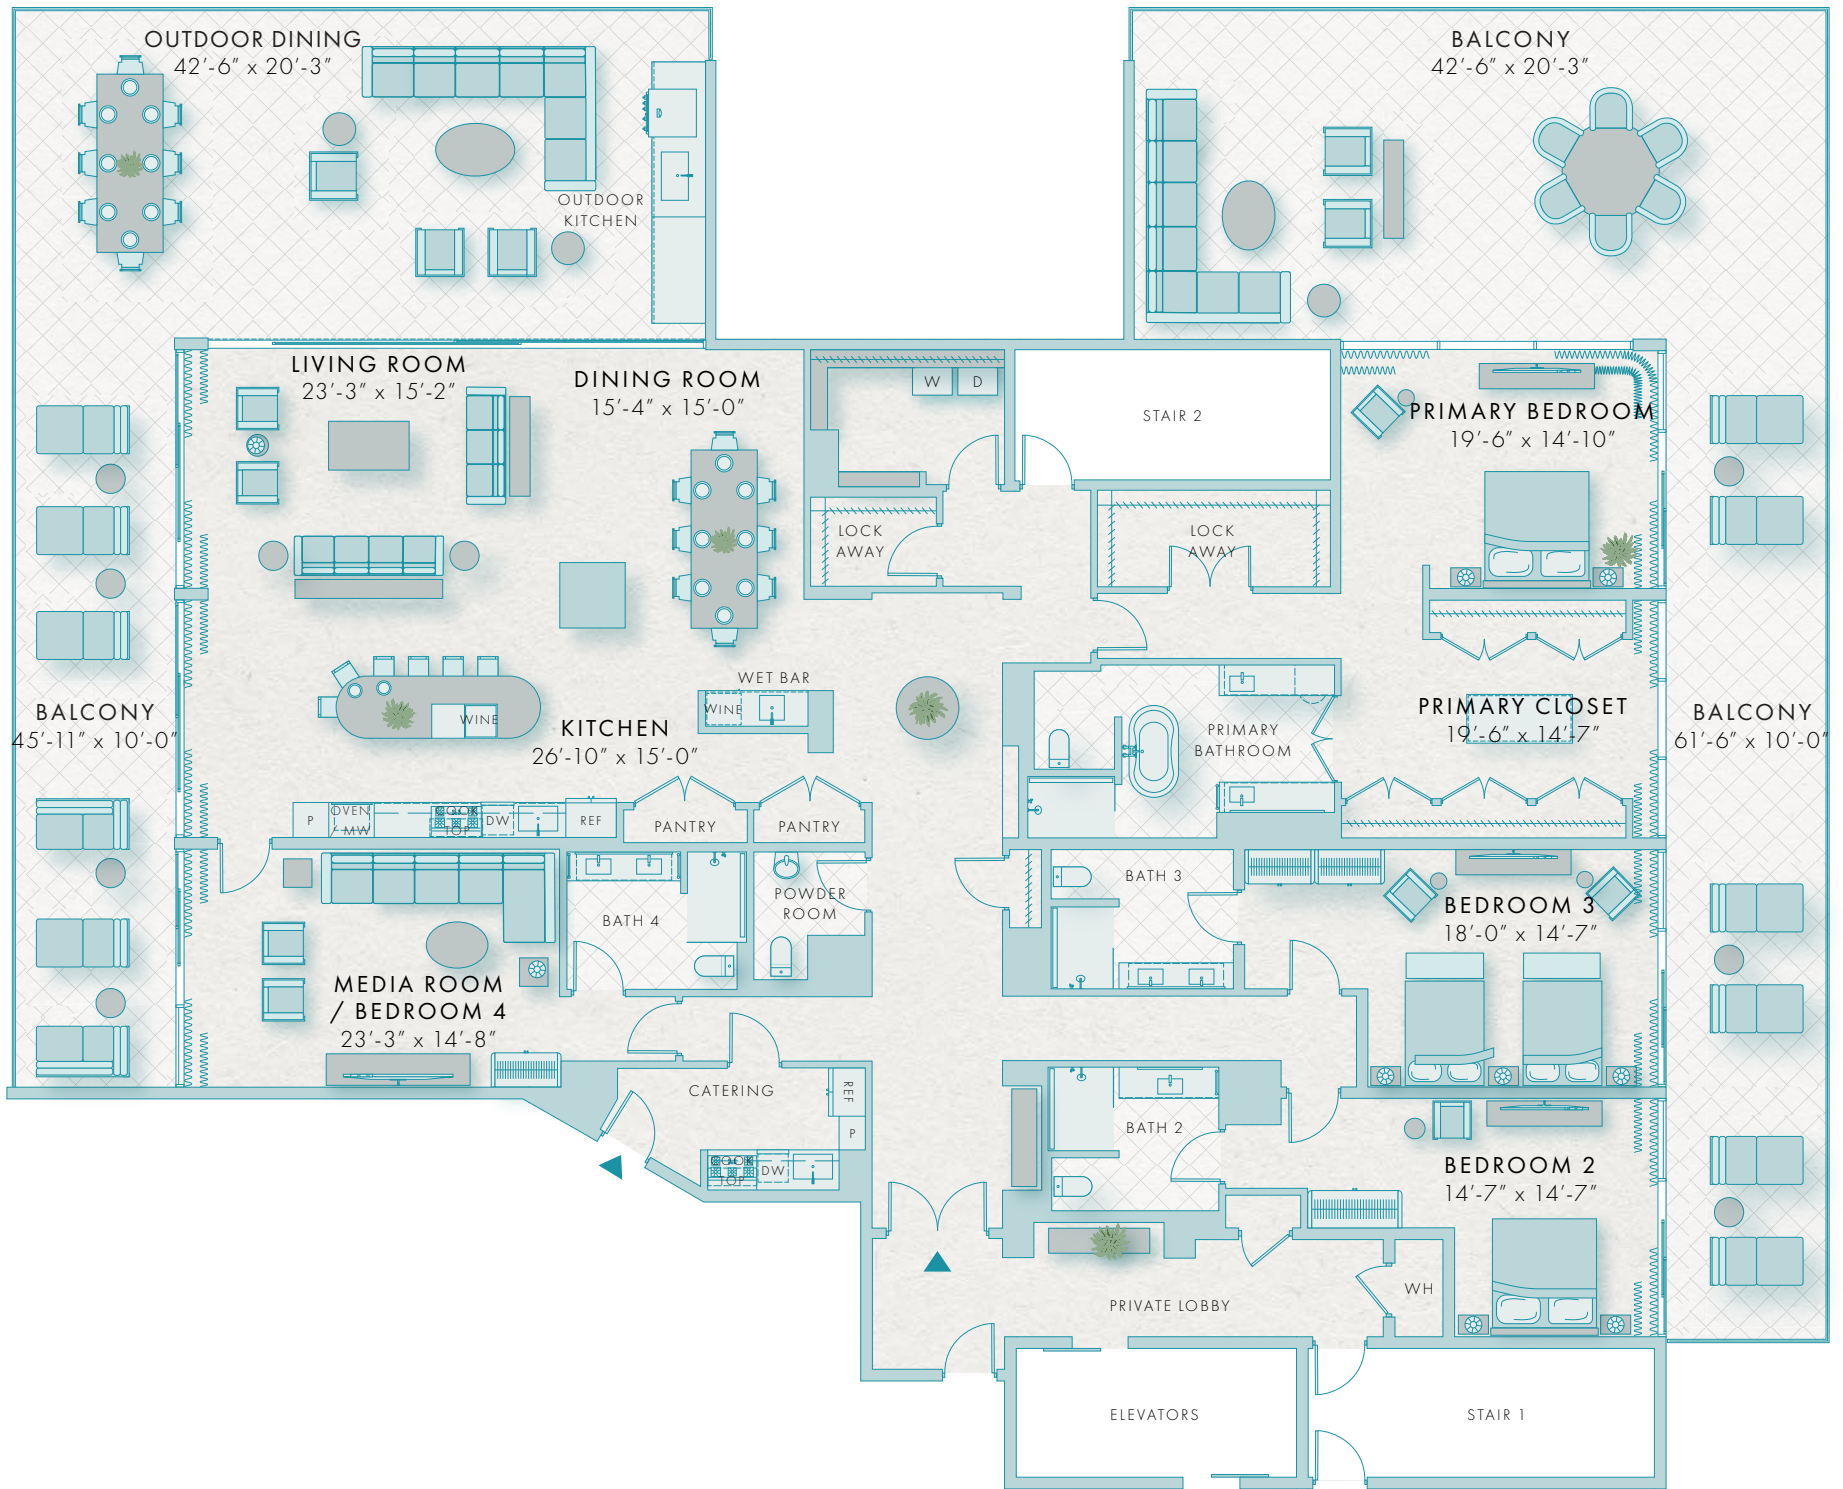 OUTDOOR DINING
42'-6" x 20'-3"
OUTDOOR
KITCHEN
BALCONY
42'-6" x 20'-3"
LIVING ROOM
23'-3" x 15'-2"
DINING ROOM
15'-4" x 15'-0"
W
D
STAIR 2
PRIMARY BEDROOM
19'-6" x 14'-10"
LOCK
AWAY
LOCK
AWAY
BALCONY
45'-11" x 10'-0"
WINE
KITCHEN
26'-10" x 15'-0"
WET BAR
WINE
PRIMARY
BATHROOM
PRIMARY CLOSET
19'-6" x 14'-7"
BALCONY
61'-6" x 10'-0"
P
OVEN
/ MW
COOK
TOP
DW
REF
PANTRY
PANTRY
BATH 4
POWDER
ROOM
BATH 3
BEDROOM 3
18'-0" x 14'-7"
MEDIA ROOM
/ BEDROOM 4
23'-3" x 14'-8"
CATERING
REF
P
COOK
TOP
DW
BATH 2
BEDROOM 2
14'-7" x 14'-7"
WH
PRIVATE LOBBY
ELEVATORS
STAIR 1